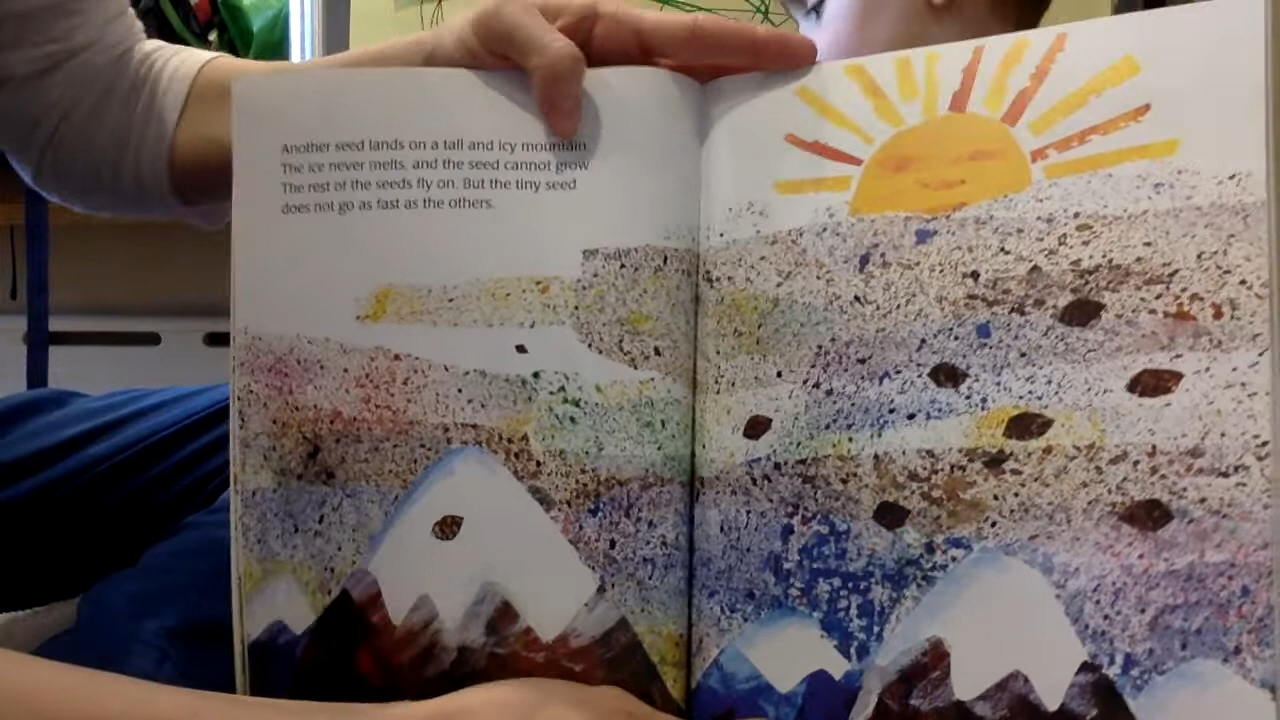 Another seed lands on a tall and icy mountain.
The ice never melts, and the seed cannot grow
The rest of the seeds fly on. But the tiny seed
does not go as fast as the others.